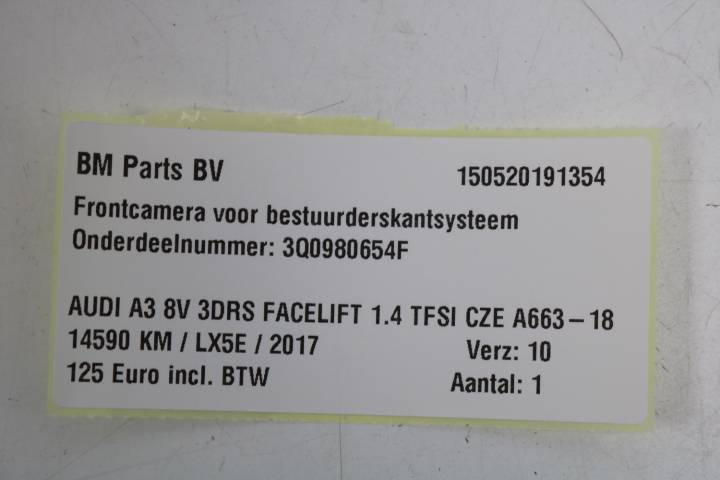 BM Parts BV 150520191354
Frontcamera voor bestuurderskantsysteem
Onderdeelnummer: 3Q0980654F
AUDI A3 8V 3DRS FACELIFT 1.4 TFSI CZE A663-18
14590 KM / LX5E / 2017 Verz: 10
125 Euro incl. BTW Aantal: 1